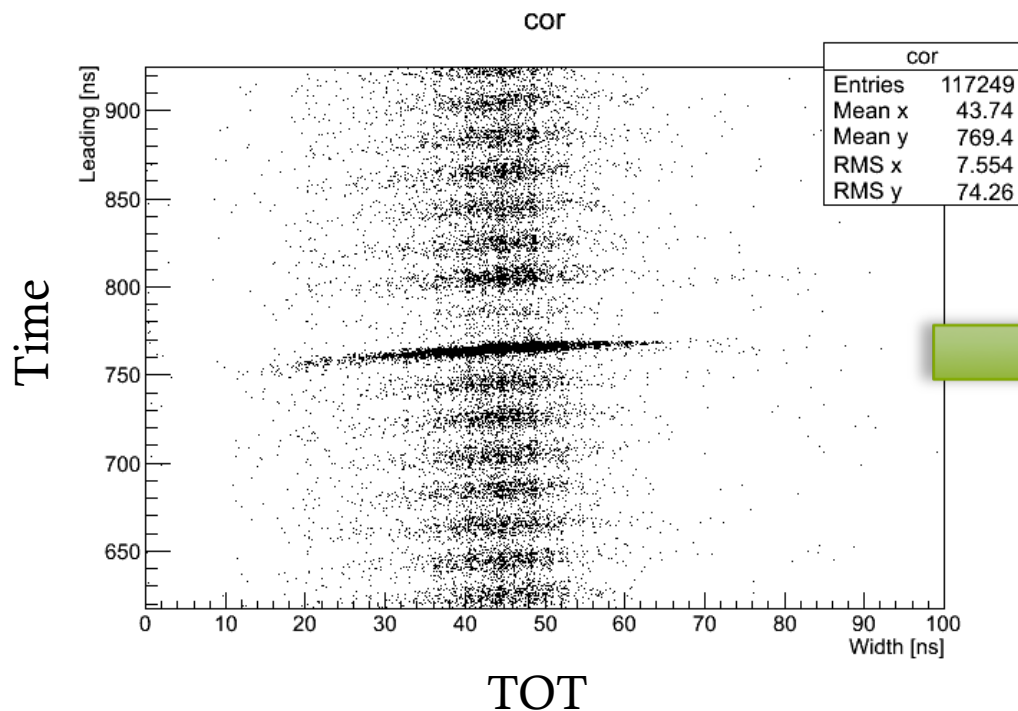 cor
cor
Entries 117249
Mean x 43.74
Mean y 769.4
RMS x 7.554
RMS y 74.26
Leading [ns]
900
850
800
750
700
650
Time
0 10 20 30 40 50 60 70 80 90 100
Width [ns]
TOT